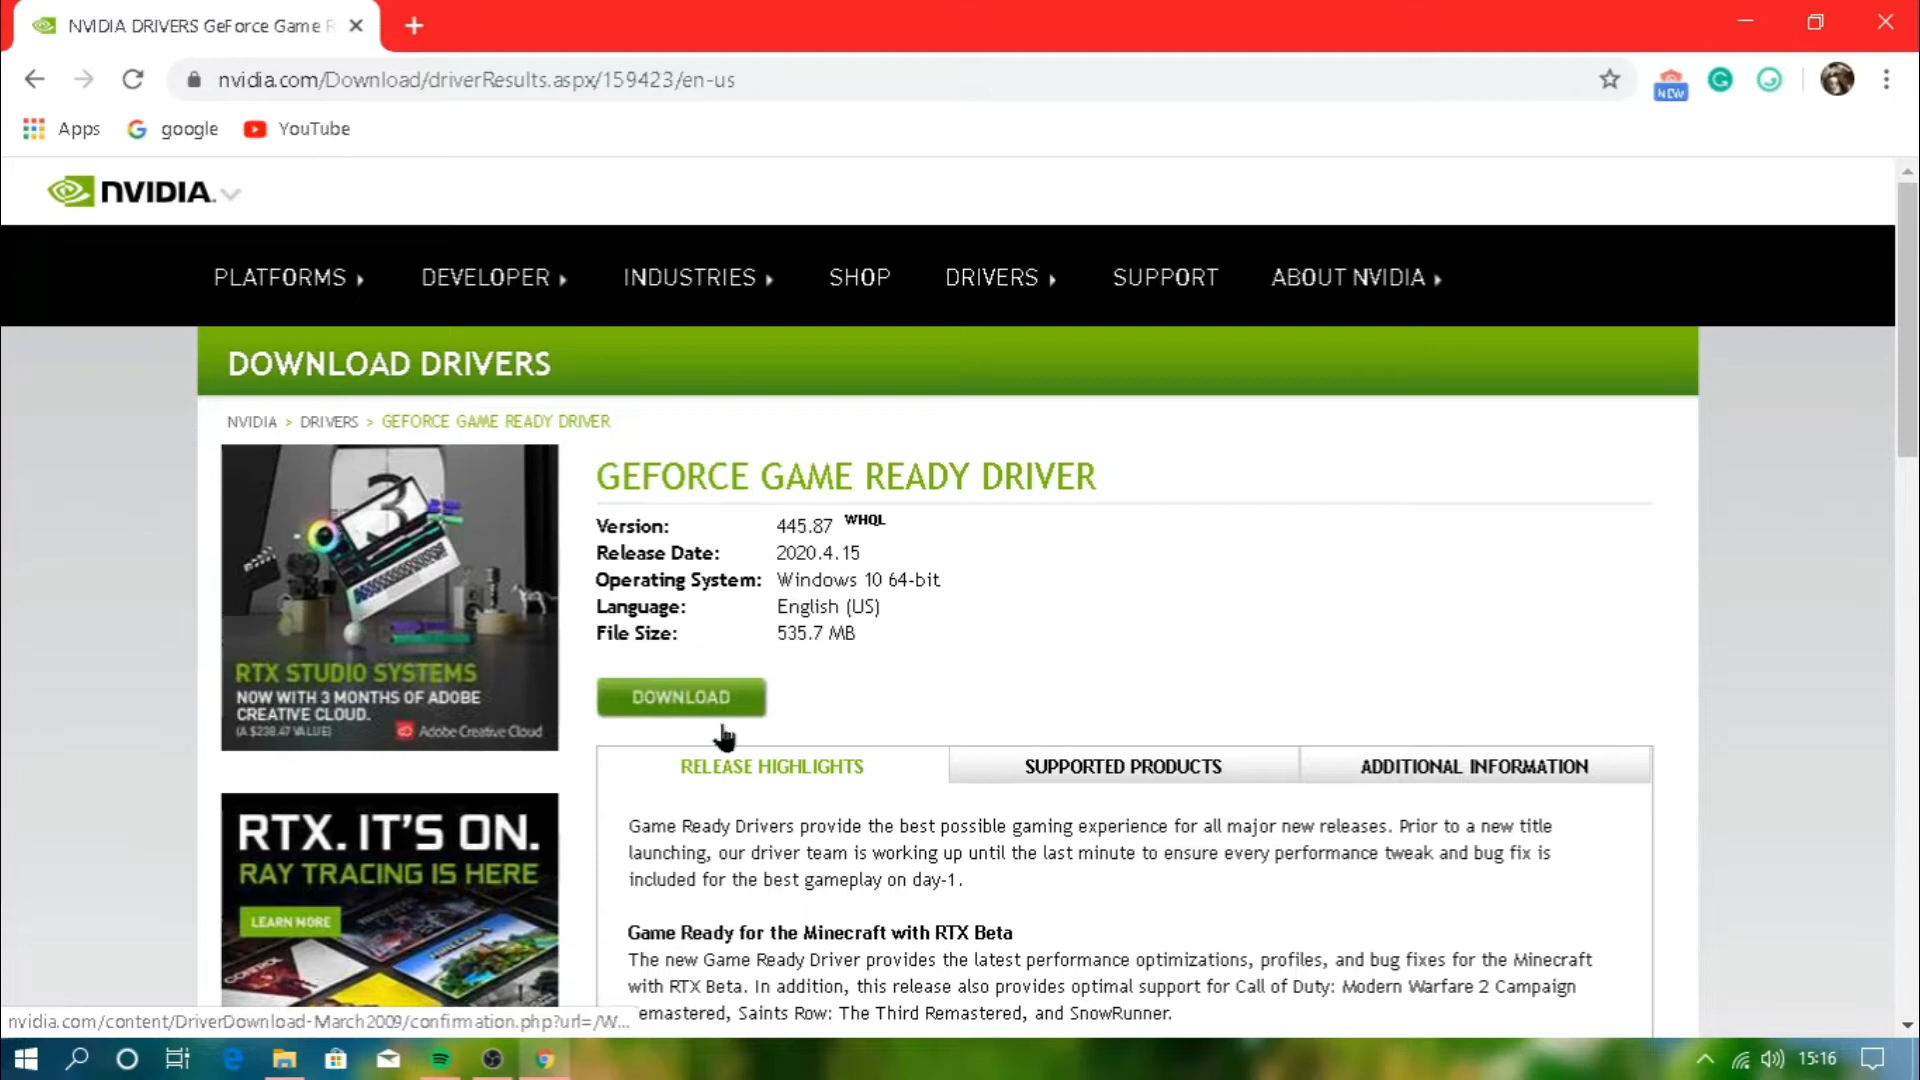 NVIDIA DRIVERS GeForce Game R
nvidia.com/Download/driverResults.aspx/159423/en-us
NEW
Apps
google
YouTube
NVIDIA.
PLATFORMS
DEVELOPER
INDUSTRIES
SHOP
DRIVERS
SUPPORT
ABOUT NVIDIA
DOWNLOAD DRIVERS
NVIDIA > DRIVERS > GEFORCE GAME READY DRIVER
3
RTX STUDIO SYSTEMS
NOW WITH 3 MONTHS OF ADOBE
CREATIVE CLOUD.
(A $238.47 VALUE)
Adobe Creative Cloud
GEFORCE GAME READY DRIVER
Version: 445.87 WHQL
Release Date: 2020.4.15
Operating System: Windows 10 64-bit
Language: English (US)
File Size: 535.7 MB
DOWNLOAD
RELEASE HIGHLIGHTS
SUPPORTED PRODUCTS
ADDITIONAL INFORMATION
RTX. IT'S ON.
RAY TRACING IS HERE
LEARN MORE
CONTROL
MINECRAFT
Game Ready Drivers provide the best possible gaming experience for all major new releases. Prior to a new title
launching, our driver team is working up until the last minute to ensure every performance tweak and bug fix is
included for the best gameplay on day-1.
Game Ready for the Minecraft with RTX Beta
The new Game Ready Driver provides the latest performance optimizations, profiles, and bug fixes for the Minecraft
with RTX Beta. In addition, this release also provides optimal support for Call of Duty: Modern Warfare 2 Campaign
emastered, Saints Row: The Third Remastered, and SnowRunner.
nvidia.com/content/DriverDownload-March2009/confirmation.php?url=/W...
15:16